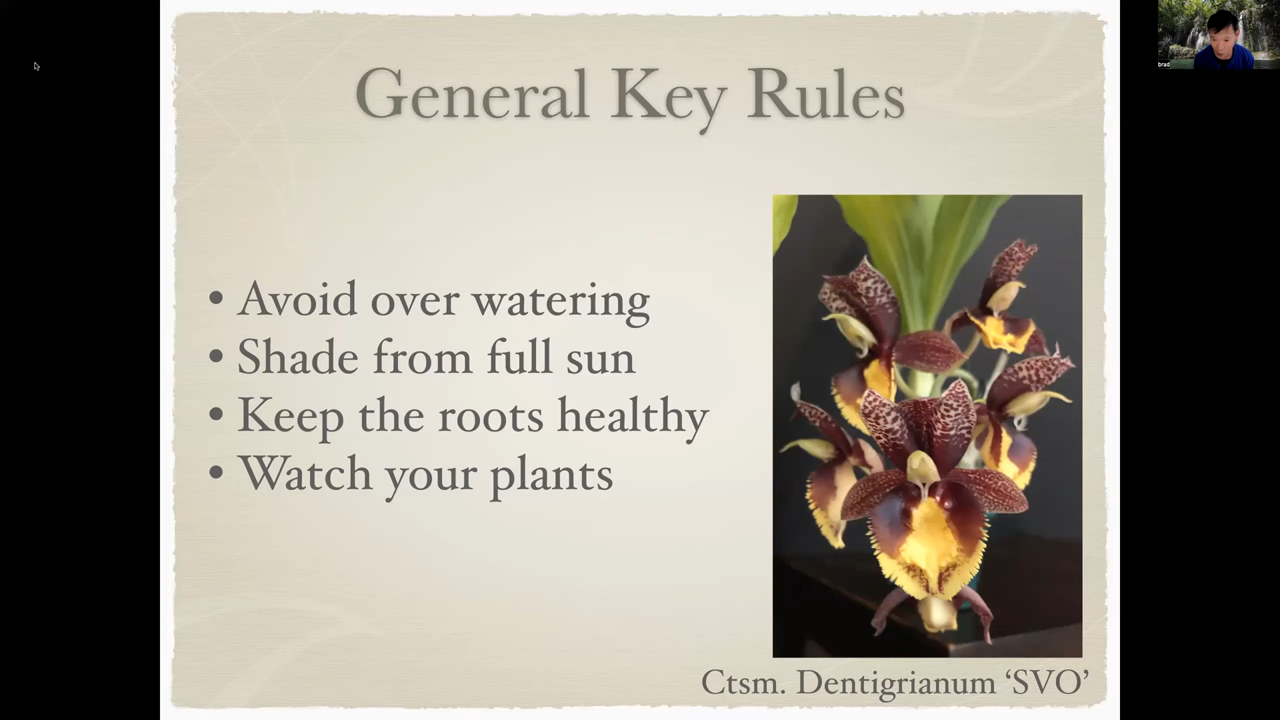 General Key Rules
• Avoid over watering
• Shade from full sun
• Keep the roots healthy
• Watch your plants
Ctsm. Dentigrianum ‘SVO’
brad